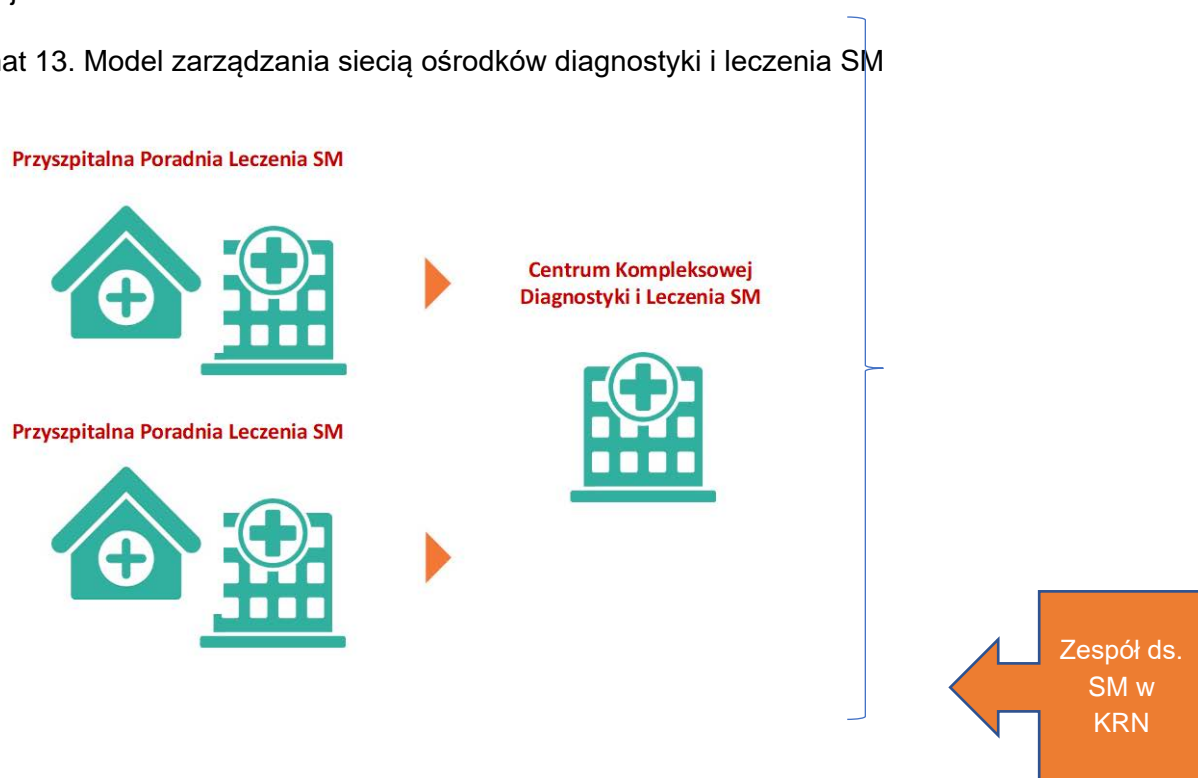 at 13. Model zarządzania siecią ośrodków diagnostyki i leczenia SM
Przyszpitalna Poradnia Leczenia SM
Centrum Kompleksowej
Diagnostyki i Leczenia SM
Przyszpitalna Poradnia Leczenia SM
Zespół ds.
SM w
KRN